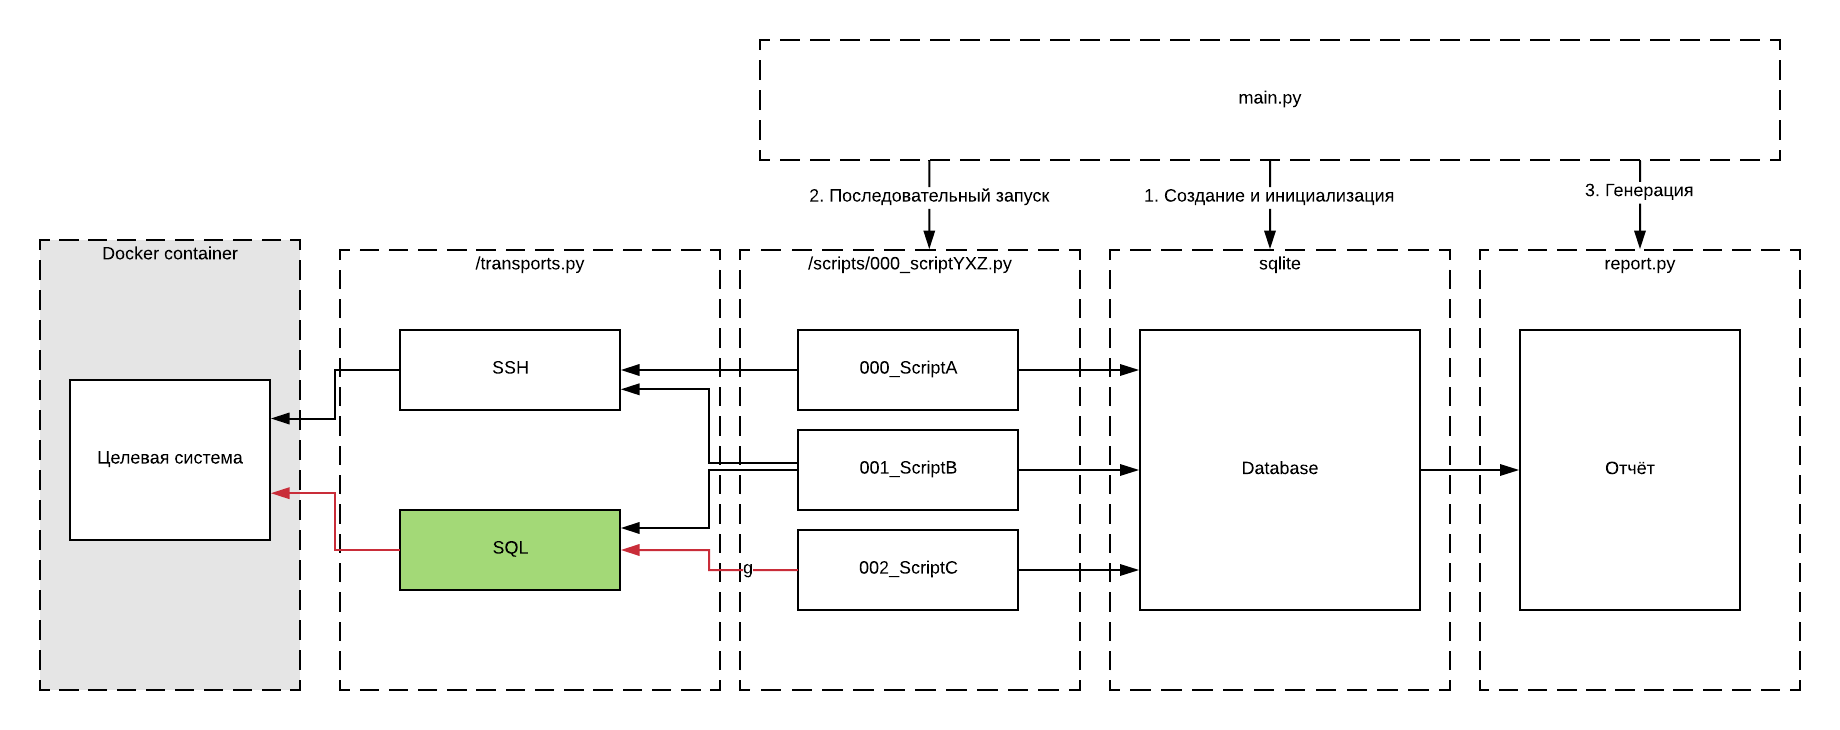 main.py
2. Последовательный запуск
1. Создание и инициализация
3. Генерация
Docker container
/transports.py
/scripts/000_scriptYXZ.py
sqlite
report.py
SSH
000_ScriptA
Целевая система
001_ScriptB
Database
Отчёт
SQL
g
002_ScriptC